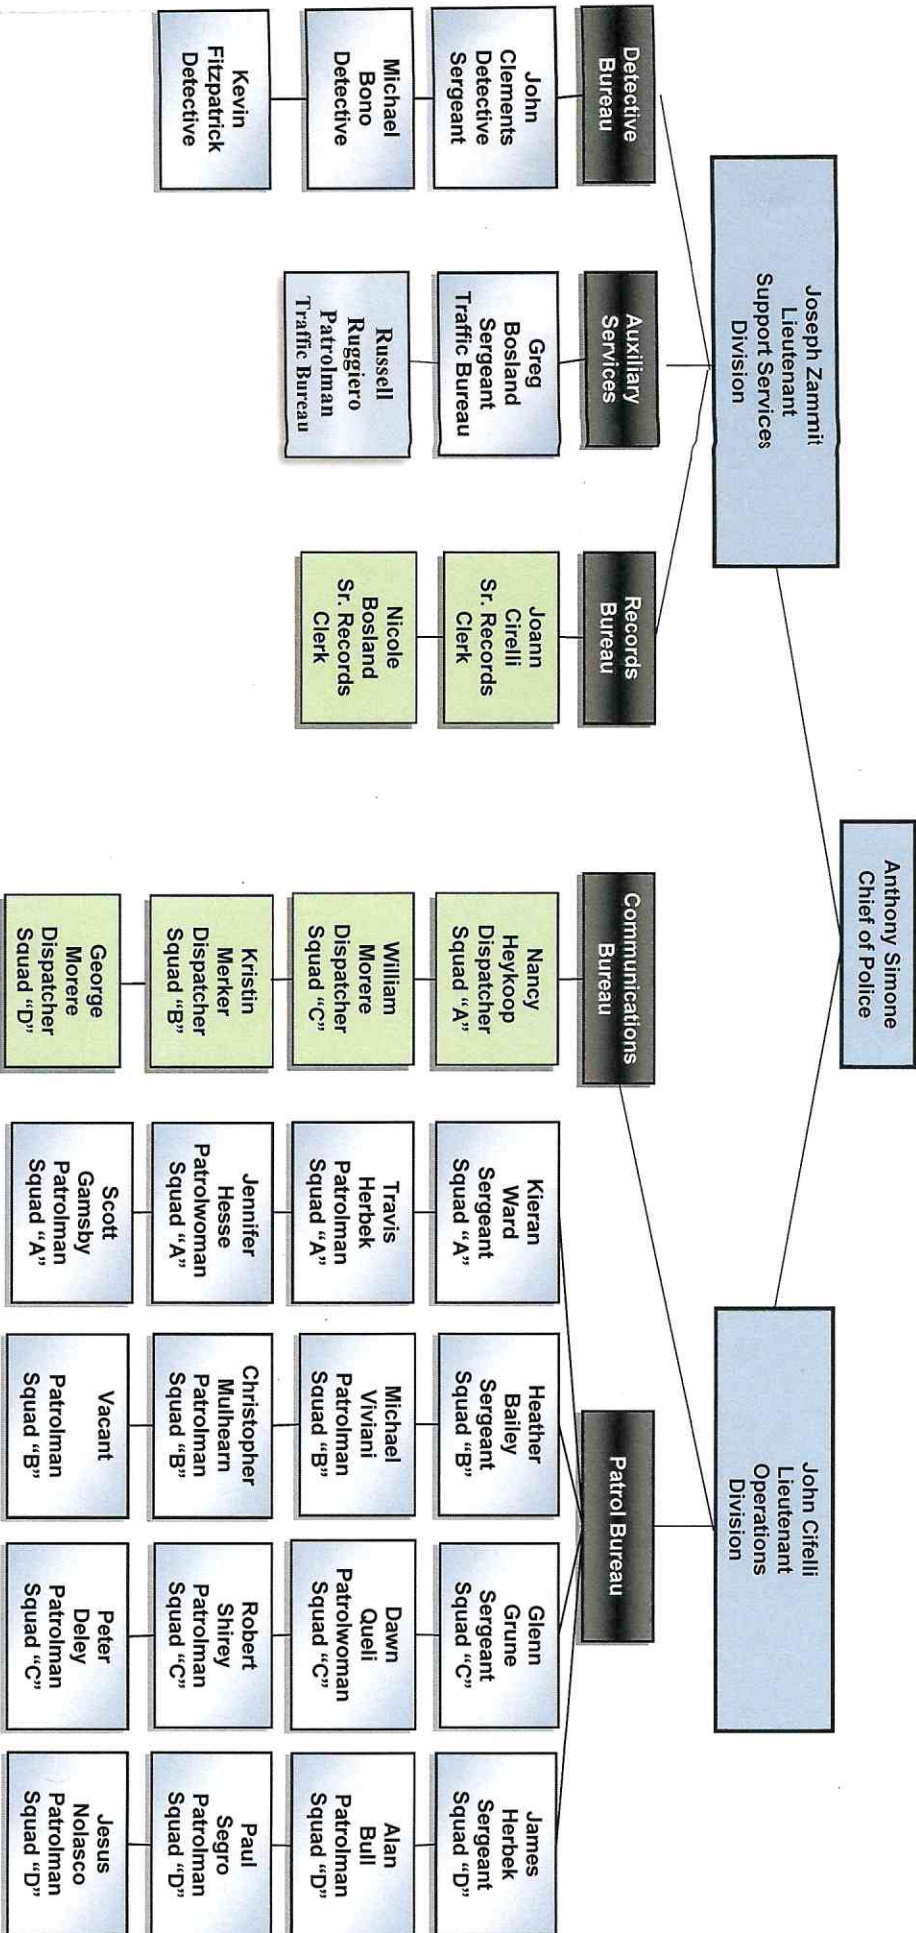 Anthony Simone
Chief of Police
Joseph Zammit
Lieutenant
Support Services
Division
John Cifelli
Lieutenant
Operations
Division
Detective
Bureau
John
Clements
Detective
Sergeant
Michael
Bono
Detective
Kevin
Fitzpatrick
Detective
Auxiliary
Services
Greg
Bosland
Sergeant
Traffic Bureau
Russell
Ruggiero
Patrolman
Traffic Bureau
Records
Bureau
Joann
Cirelli
Sr. Records
Clerk
Nicole
Bosland
Sr. Records
Clerk
Communications
Bureau
Nancy
Heykoop
Dispatcher
Squad “A”
William
Morere
Dispatcher
Squad “C”
Kristin
Merker
Dispatcher
Squad “B”
George
Morere
Dispatcher
Squad “D”
Patrol Bureau
Kieran
Ward
Sergeant
Squad “A”
Travis
Herbek
Patrolman
Squad “A”
Jennifer
Hesse
Patrolwoman
Squad “A”
Scott
Gamsby
Patrolman
Squad “A”
Heather
Bailey
Sergeant
Squad “B”
Michael
Viviani
Patrolman
Squad “B”
Christopher
Mulhearn
Patrolman
Squad “B”
Vacant
Patrolman
Squad “B”
Glenn
Grune
Sergeant
Squad “C”
Dawn
Queli
Patrolwoman
Squad “C”
Robert
Shirey
Patrolman
Squad “C”
Peter
Deley
Patrolman
Squad “C”
James
Herbek
Sergeant
Squad “D”
Alan
Bull
Patrolman
Squad “D”
Paul
Segro
Patrolman
Squad “D”
Jesus
Nolasco
Patrolman
Squad “D”